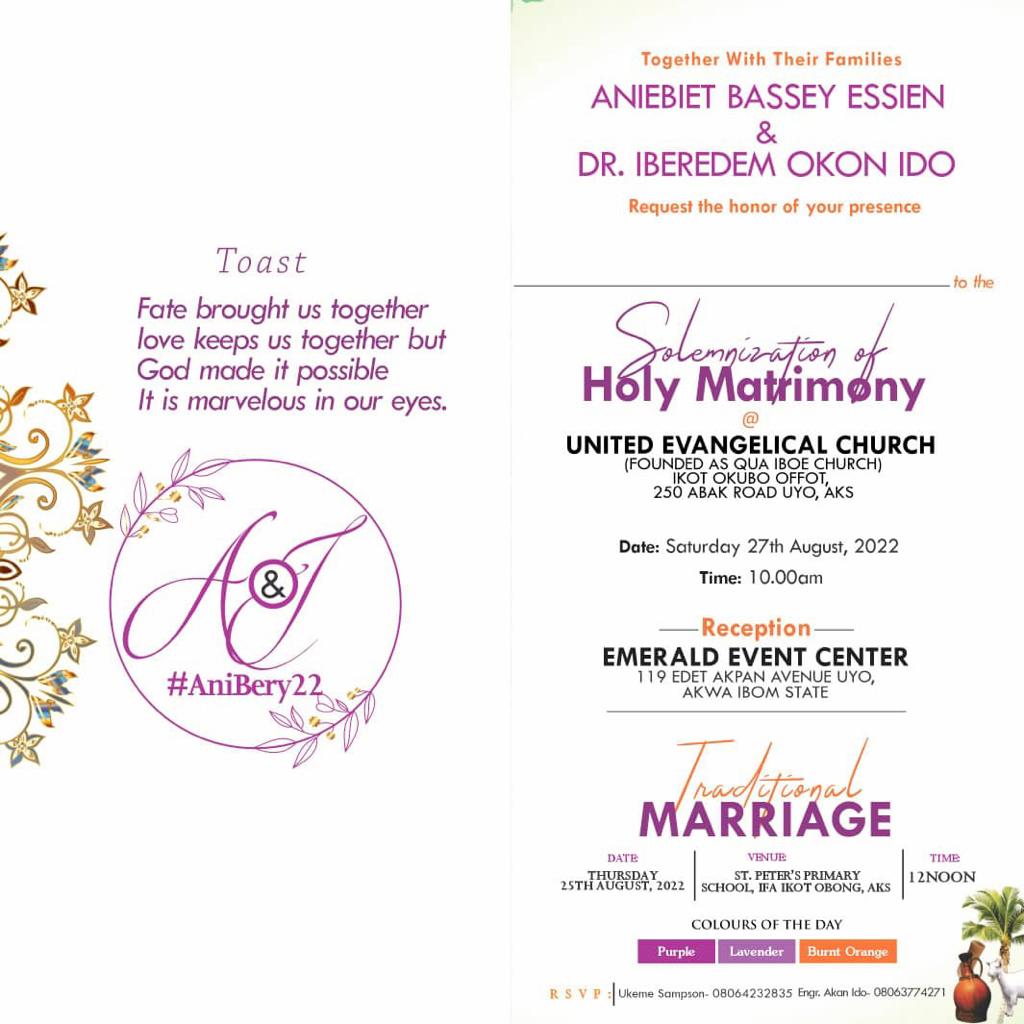 Toast
Fate brought us together
love keeps us together but
God made it possible
It is marvelous in our eyes.
A&I
#AniBery22
Together With Their Families
ANIEBIET BASSEY ESSIEN
&
DR. IBEREDEM OKON IDO
Request the honor of your presence
to the
Solemnization of
Holy Matrimony
@
UNITED EVANGELICAL CHURCH
(FOUNDED AS QUA IBOE CHURCH)
IKOT OKUBO OFFOT,
250 ABAK ROAD UYO, AKS
Date: Saturday 27th August, 2022
Time: 10.00am
Reception
EMERALD EVENT CENTER
119 EDET AKPAN AVENUE UYO,
AKWA IBOM STATE
Traditional
MARRIAGE
DATE:
THURSDAY
25TH AUGUST, 2022
VENUE:
ST. PETER'S PRIMARY
SCHOOL, IFA IKOT OBONG, AKS
TIME:
12NOON
COLOURS OF THE DAY
Purple Lavender Burnt Orange
RSVP: Ukeme Sampson- 08064232835 Engr. Akan Ido- 08063774271